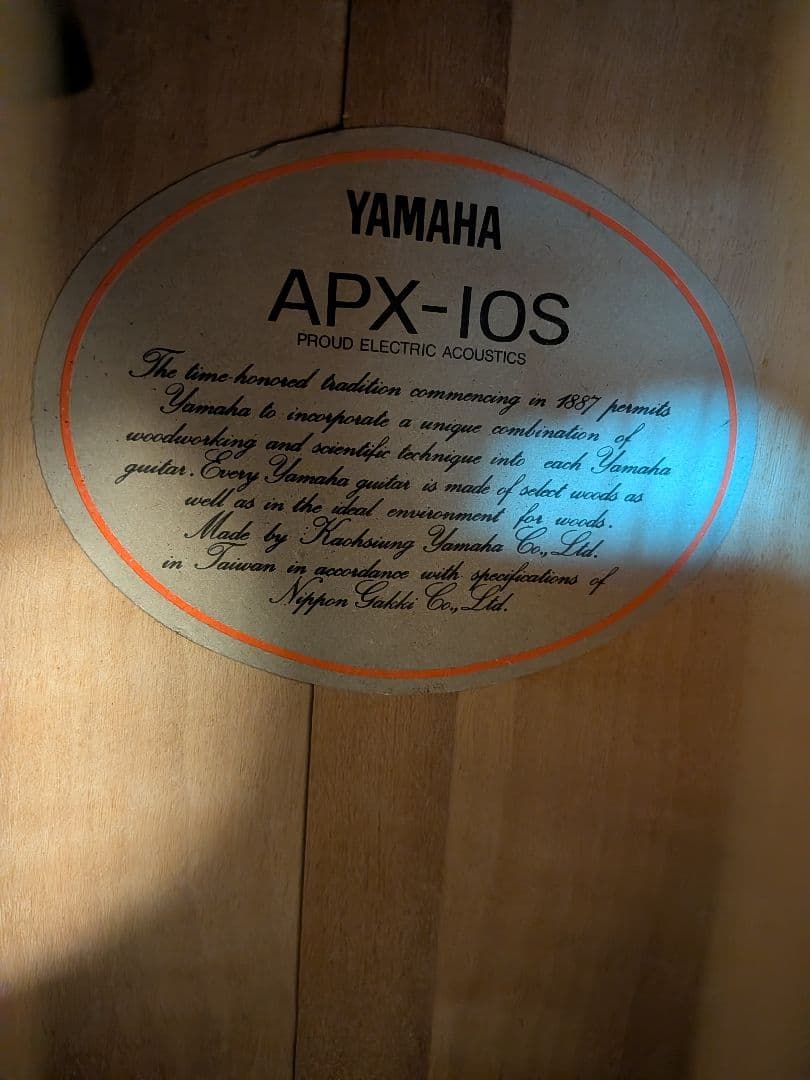 YAMAHA
APX-10S
PROUD ELECTRIC ACOUSTICS
The time-honored tradition commencing in 1887 permits
Yamaha to incorporate a unique combination of
woodworking and scientific technique into each Yamaha
guitar. Every Yamaha guitar is made of select woods as
well as in the ideal environment for woods.
Made by Kaohsiung Yamaha Co., Ltd.
in Taiwan in accordance with specifications of
Nippon Gakki Co., Ltd.